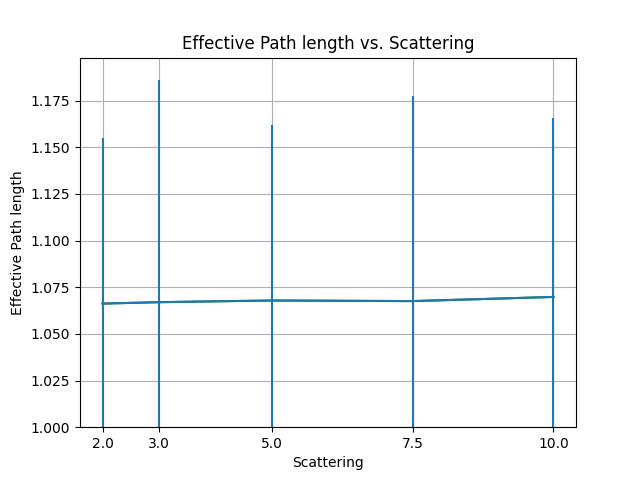 Effective Path length vs. Scattering
1.175
1.150
1.125
1.100
1.075
1.050
1.025
1.000
Effective Path length
2.0 3.0 5.0 7.5 10.0
Scattering